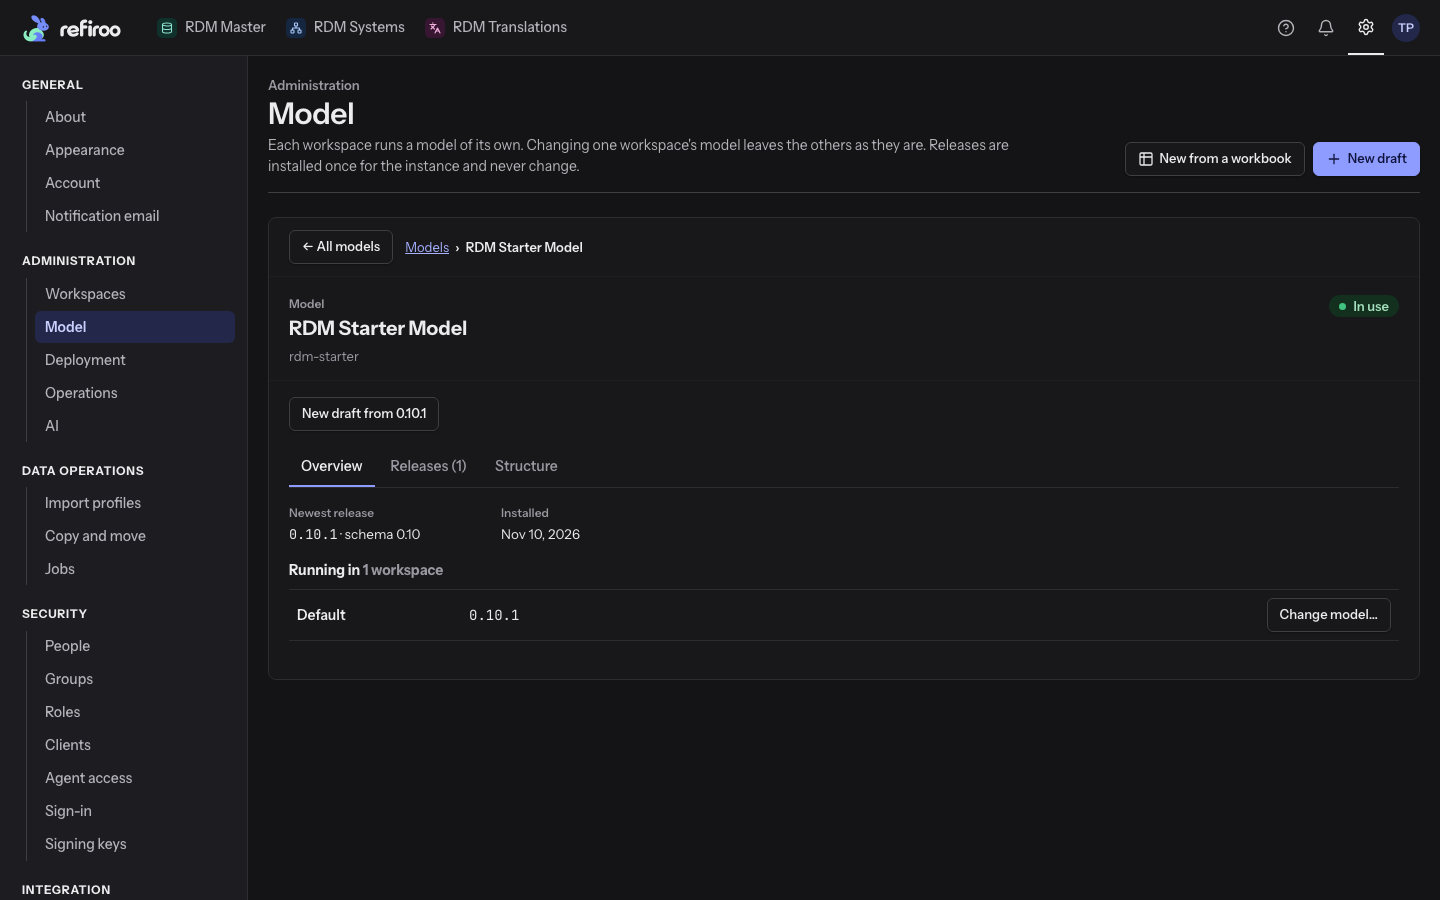 refiroo
RDM Master
RDM Systems
RDM Translations
TP
GENERAL
About
Appearance
Account
Notification email
ADMINISTRATION
Workspaces
Model
Deployment
Operations
AI
DATA OPERATIONS
Import profiles
Copy and move
Jobs
SECURITY
People
Groups
Roles
Clients
Agent access
Sign-in
Signing keys
INTEGRATION
Administration
Model
Each workspace runs a model of its own. Changing one workspace's model leaves the others as they are. Releases are
installed once for the instance and never change.
New from a workbook
+ New draft
← All models
Models › RDM Starter Model
Model
RDM Starter Model
rdm-starter
In use
New draft from 0.10.1
Overview
Releases (1)
Structure
Newest release
0.10.1 · schema 0.10
Installed
Nov 10, 2026
Running in 1 workspace
Default
0.10.1
Change model...